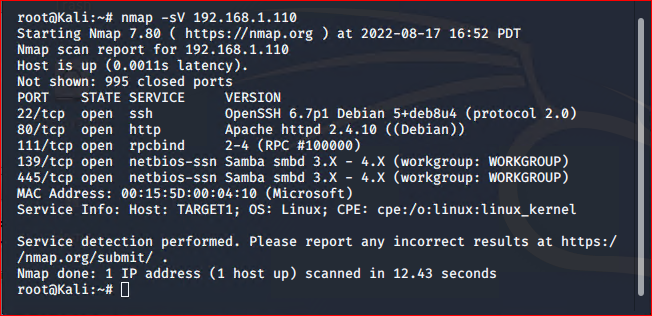 root@Kali:~# nmap -sV 192.168.1.110
Starting Nmap 7.80 ( https://nmap.org ) at 2022-08-17 16:52 PDT
Nmap scan report for 192.168.1.110
Host is up (0.0011s latency).
Not shown: 995 closed ports
PORT    STATE SERVICE     VERSION
22/tcp  open  ssh         OpenSSH 6.7p1 Debian 5+deb8u4 (protocol 2.0)
80/tcp  open  http        Apache httpd 2.4.10 ((Debian))
111/tcp open  rpcbind     2-4 (RPC #100000)
139/tcp open  netbios-ssn Samba smbd 3.X - 4.X (workgroup: WORKGROUP)
445/tcp open  netbios-ssn Samba smbd 3.X - 4.X (workgroup: WORKGROUP)
MAC Address: 00:15:5D:00:04:10 (Microsoft)
Service Info: Host: TARGET1; OS: Linux; CPE: cpe:/o:linux:linux_kernel

Service detection performed. Please report any incorrect results at https:/
/nmap.org/submit/ .
Nmap done: 1 IP address (1 host up) scanned in 12.43 seconds
root@Kali:~#